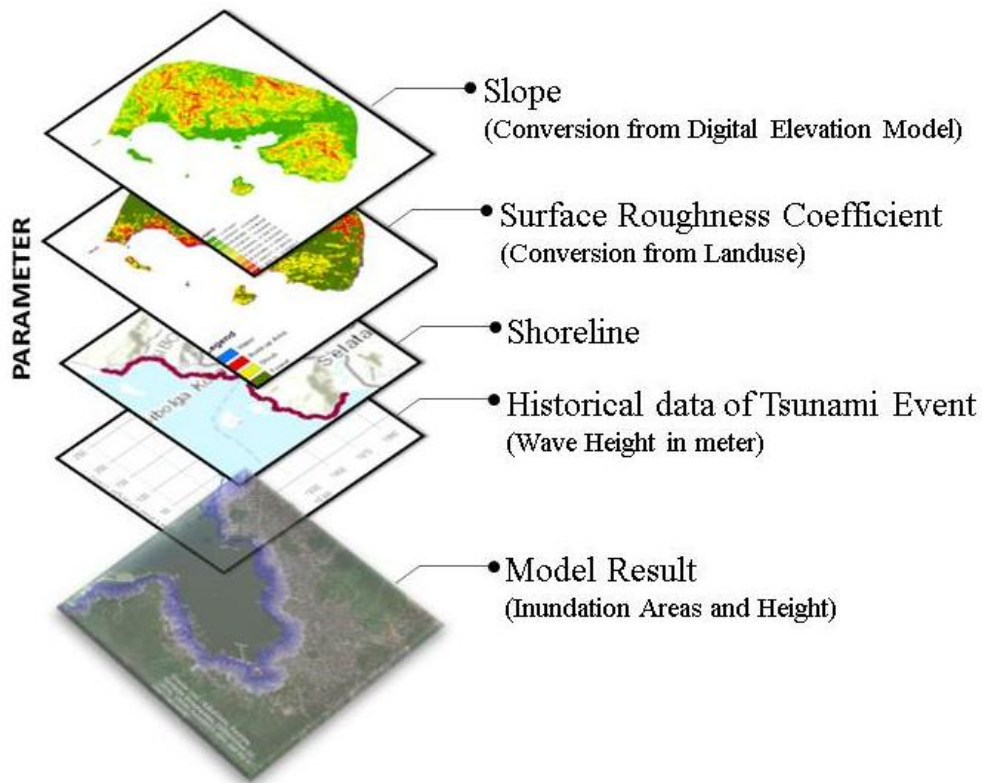 Slope
(Conversion from Digital Elevation Model)
PARAMETER
Surface Roughness Coefficient
(Conversion from Landuse)
Shoreline
Historical data of Tsunami Event
(Wave Height in meter)
Model Result
(Inundation Areas and Height)